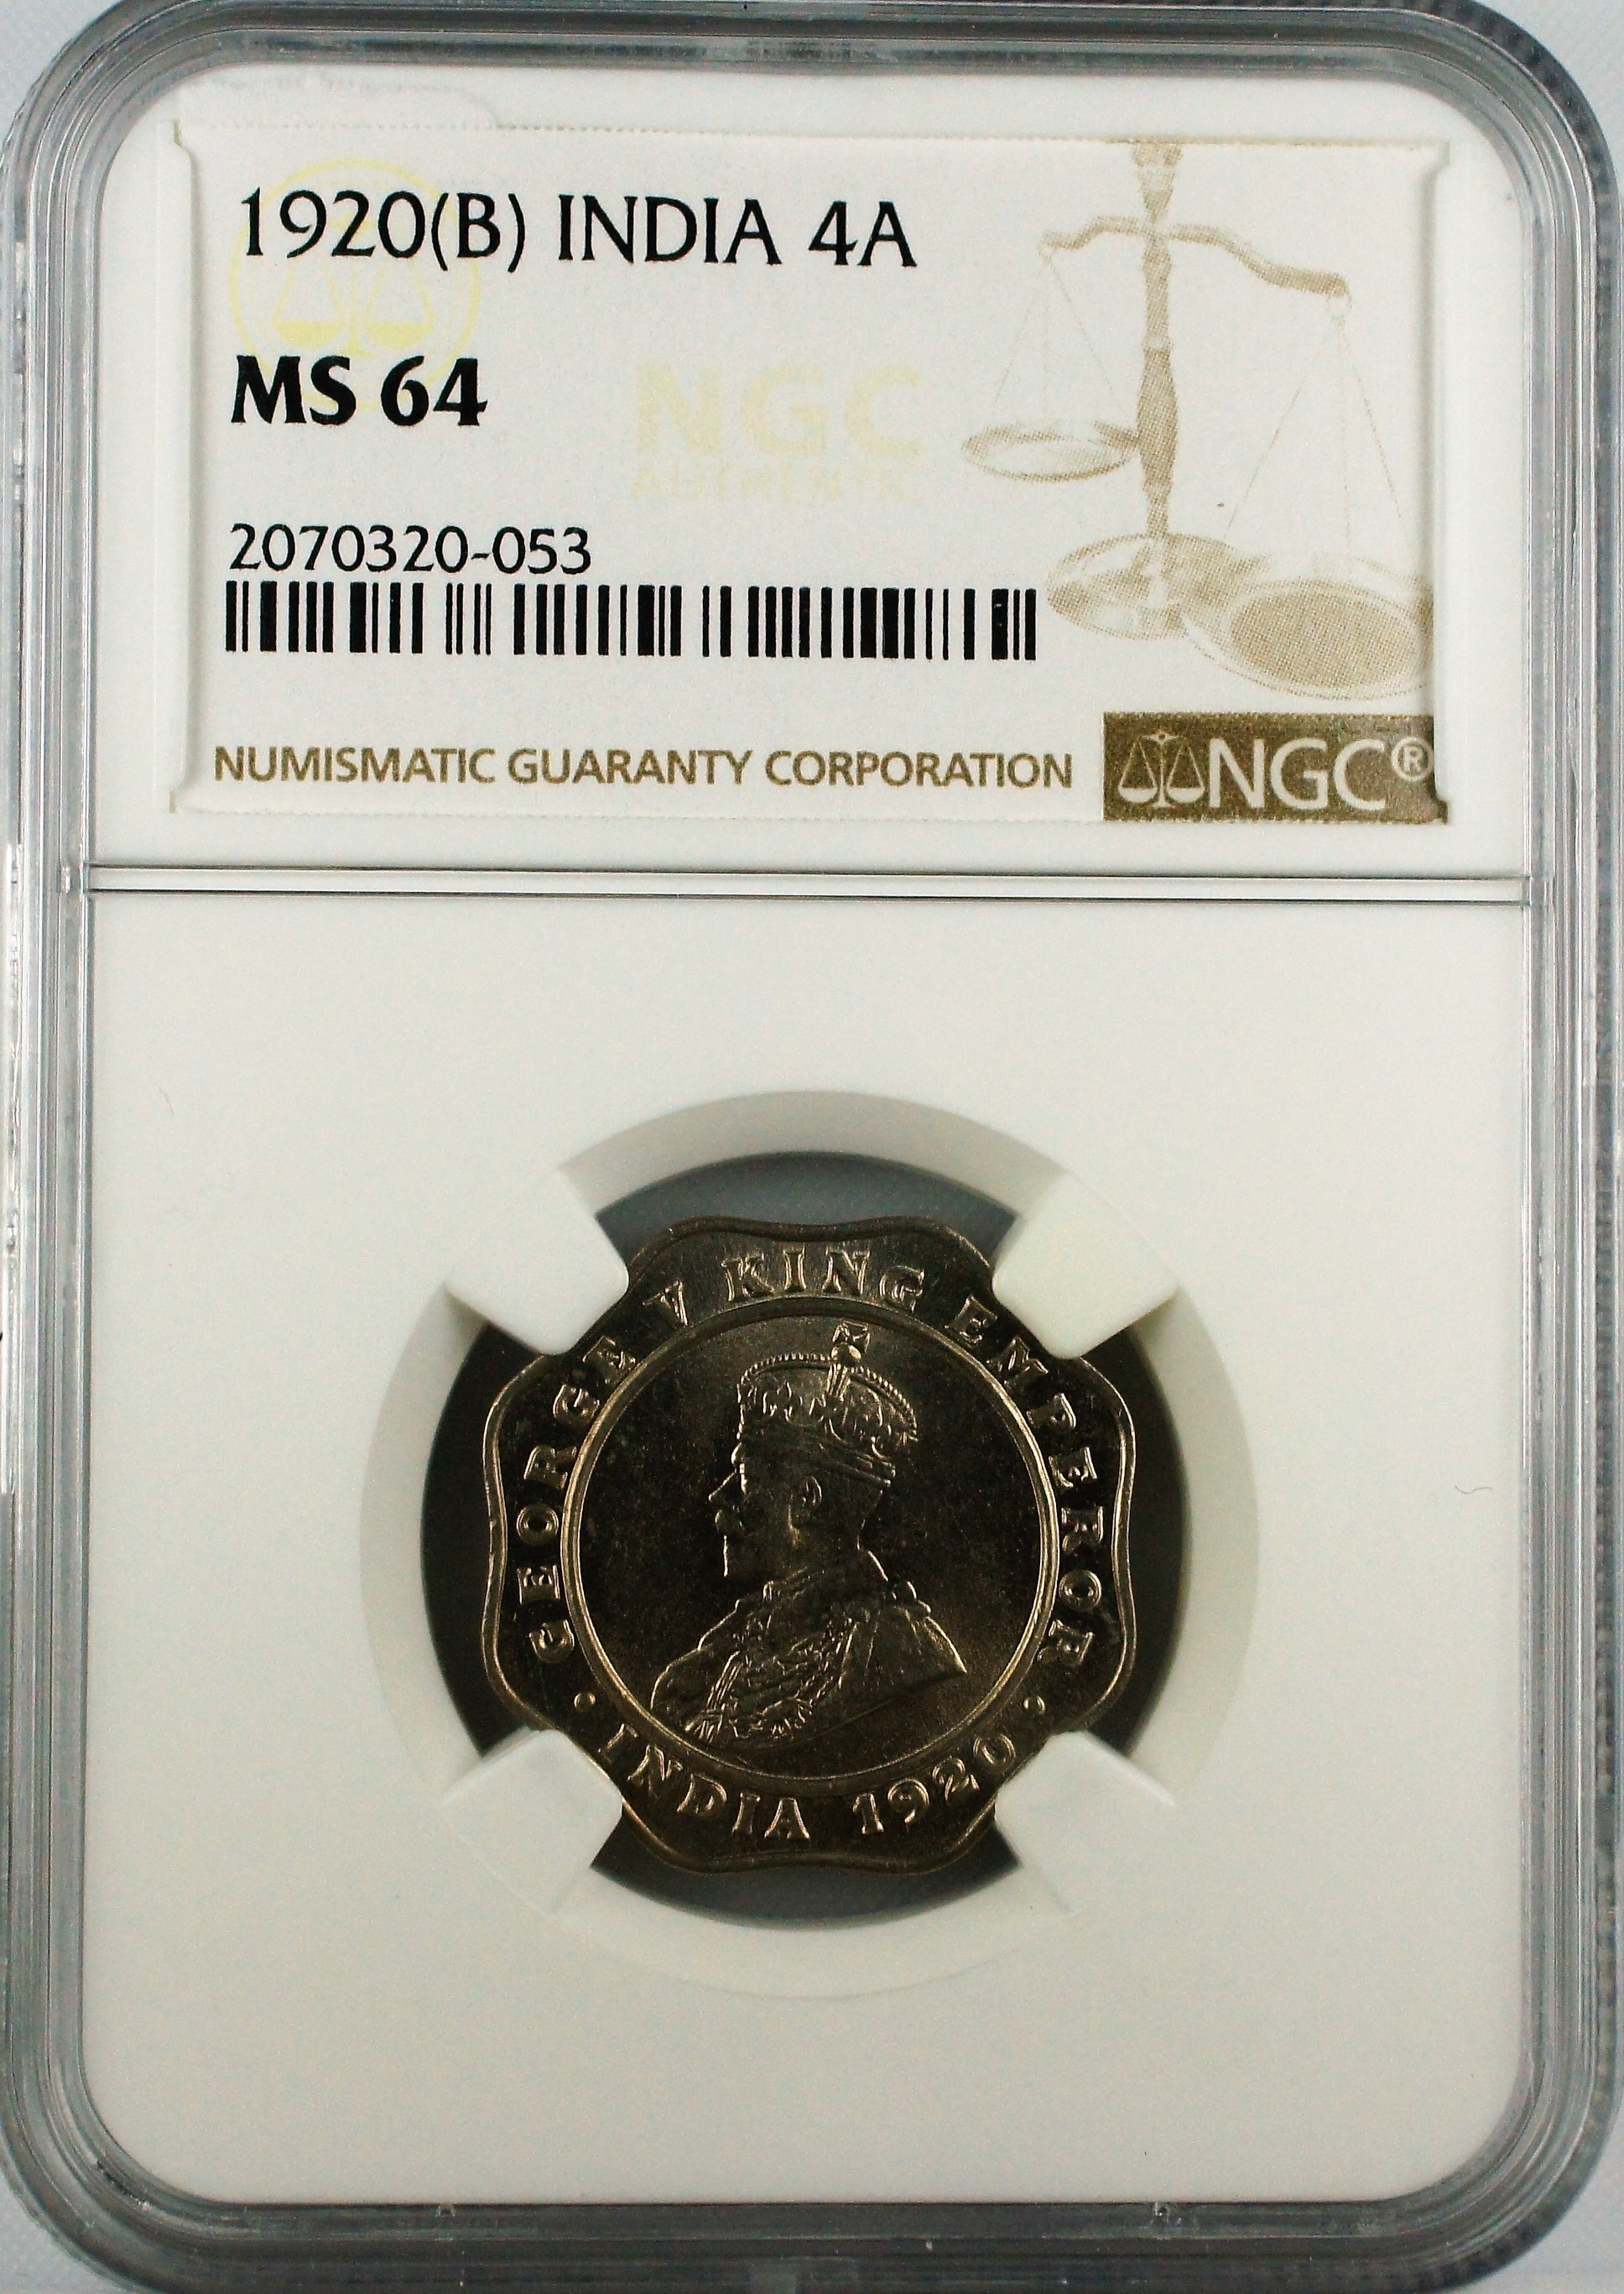 1920(B) INDIA 4A
MS 64
NGC
AUTHENTIC
2070320-053
NUMISMATIC GUARANTY CORPORATION
NGC®
GEORGE V KING EMPEROR
• INDIA 1920 •